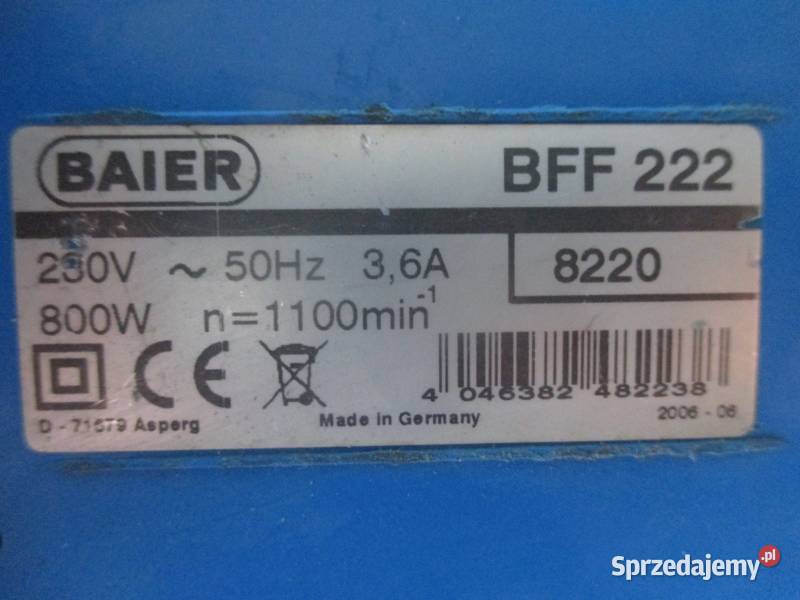 BAIER BFF 222
230V ~ 50Hz 3,6A 8220
800W n=1100min-1
CE
4 046382 482238
D - 71679 Asperg Made in Germany 2006 - 06
Sprzedajemy.pl